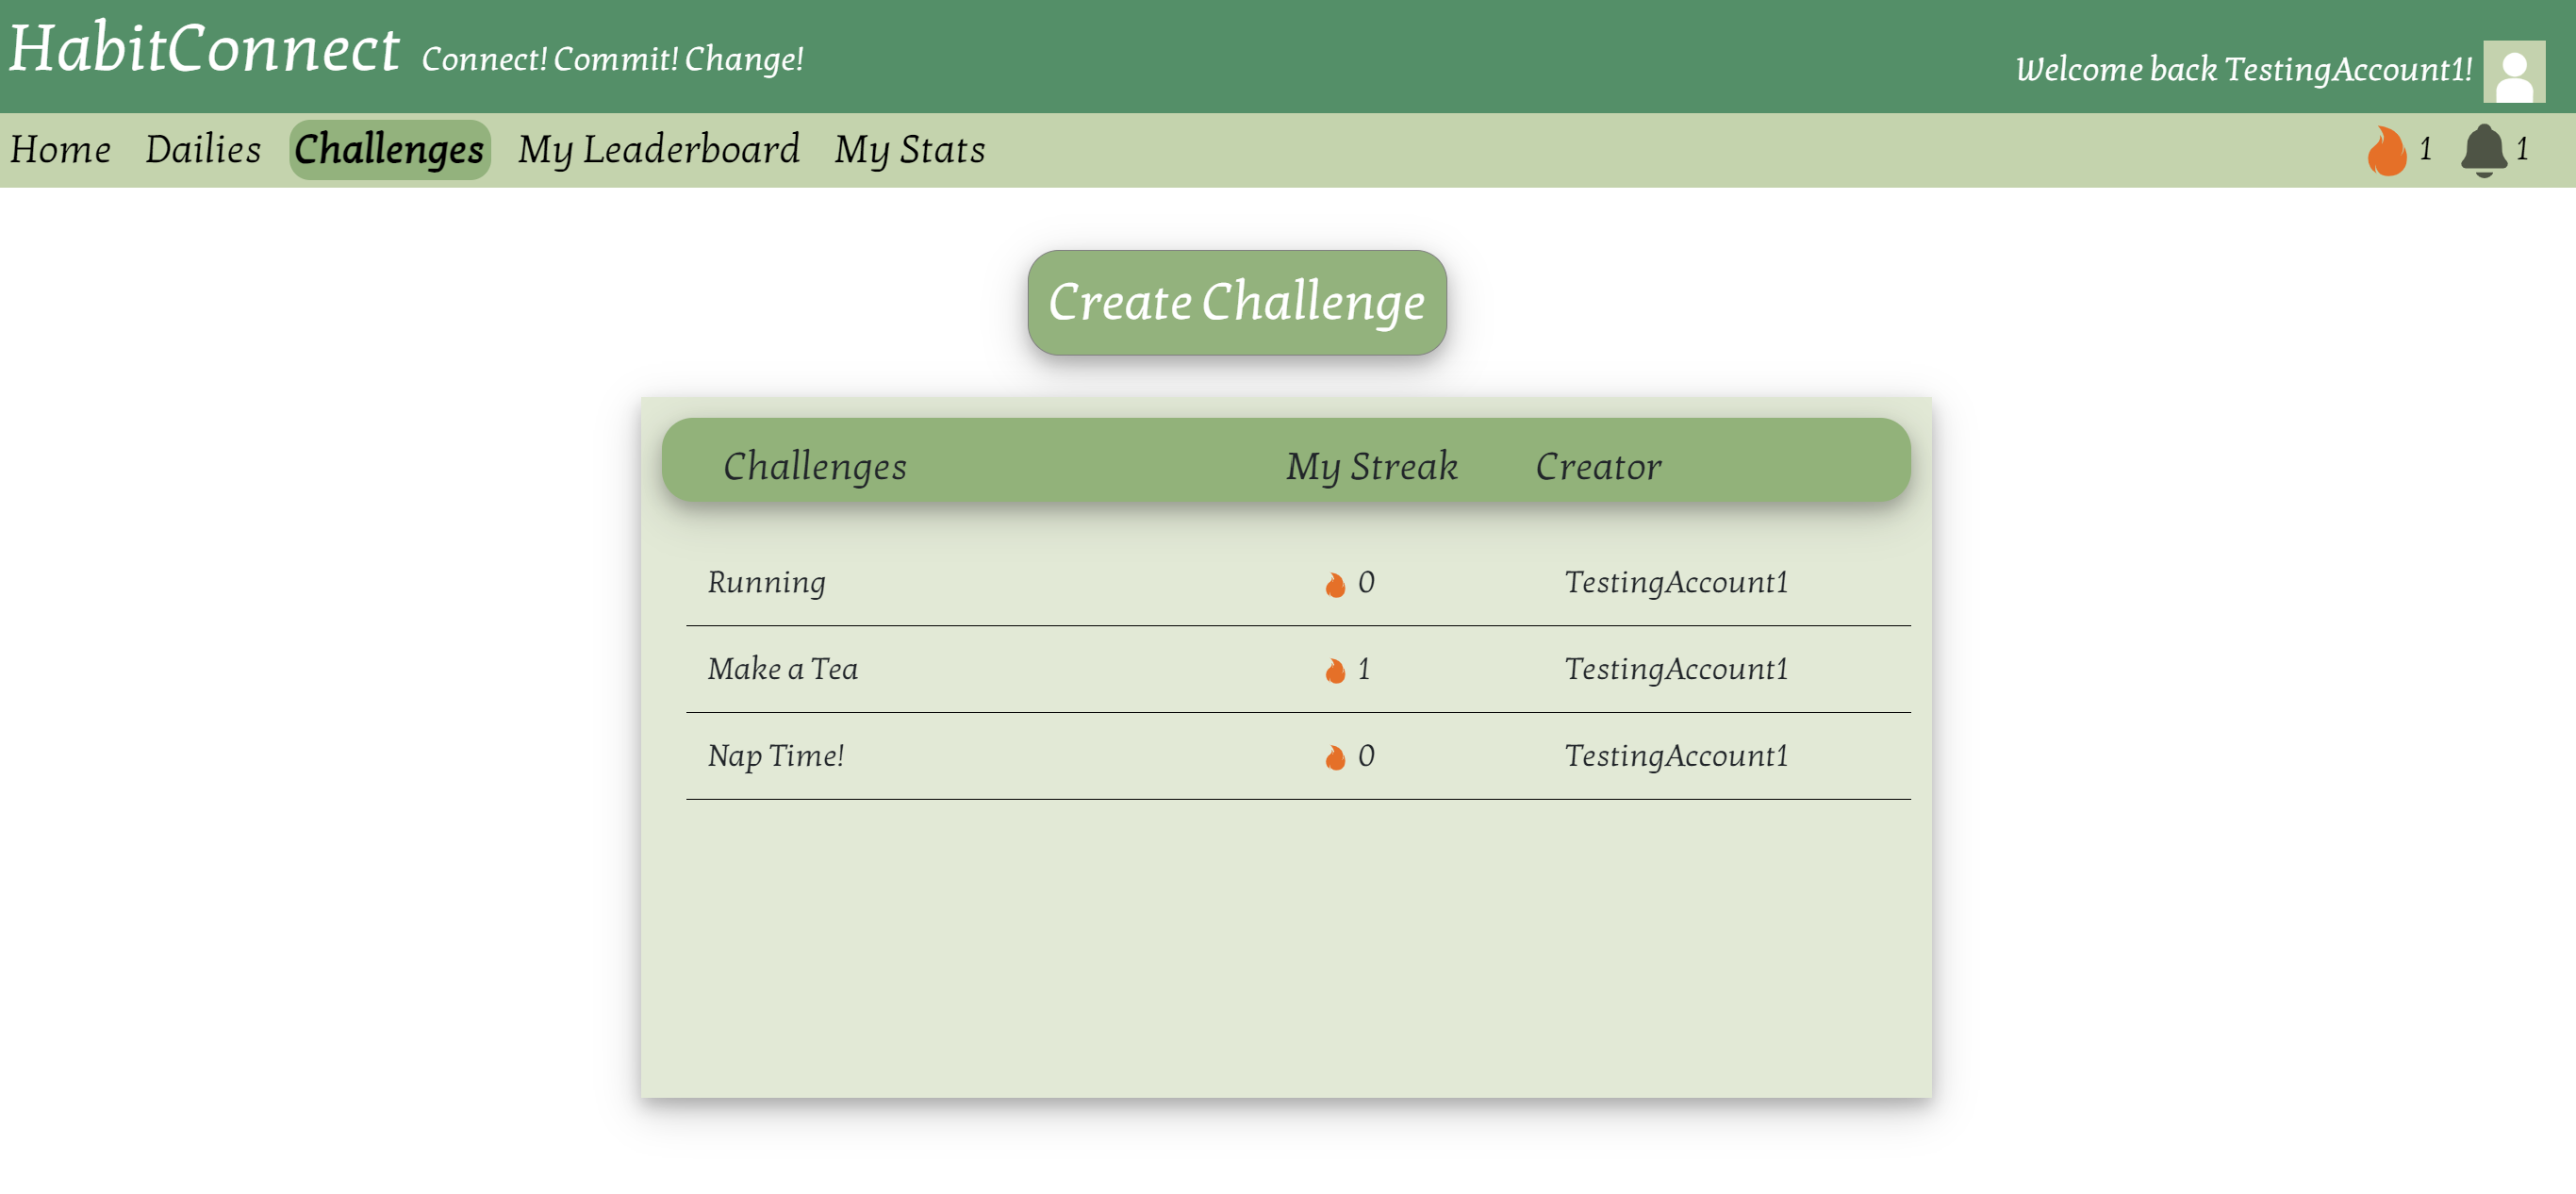 HabitConnect Connect! Commit! Change!
Welcome back TestingAccount1!
Home Dailies Challenges My Leaderboard My Stats 1 1
Create Challenge
Challenges My Streak Creator
Running 0 TestingAccount1
Make a Tea 1 TestingAccount1
Nap Time! 0 TestingAccount1